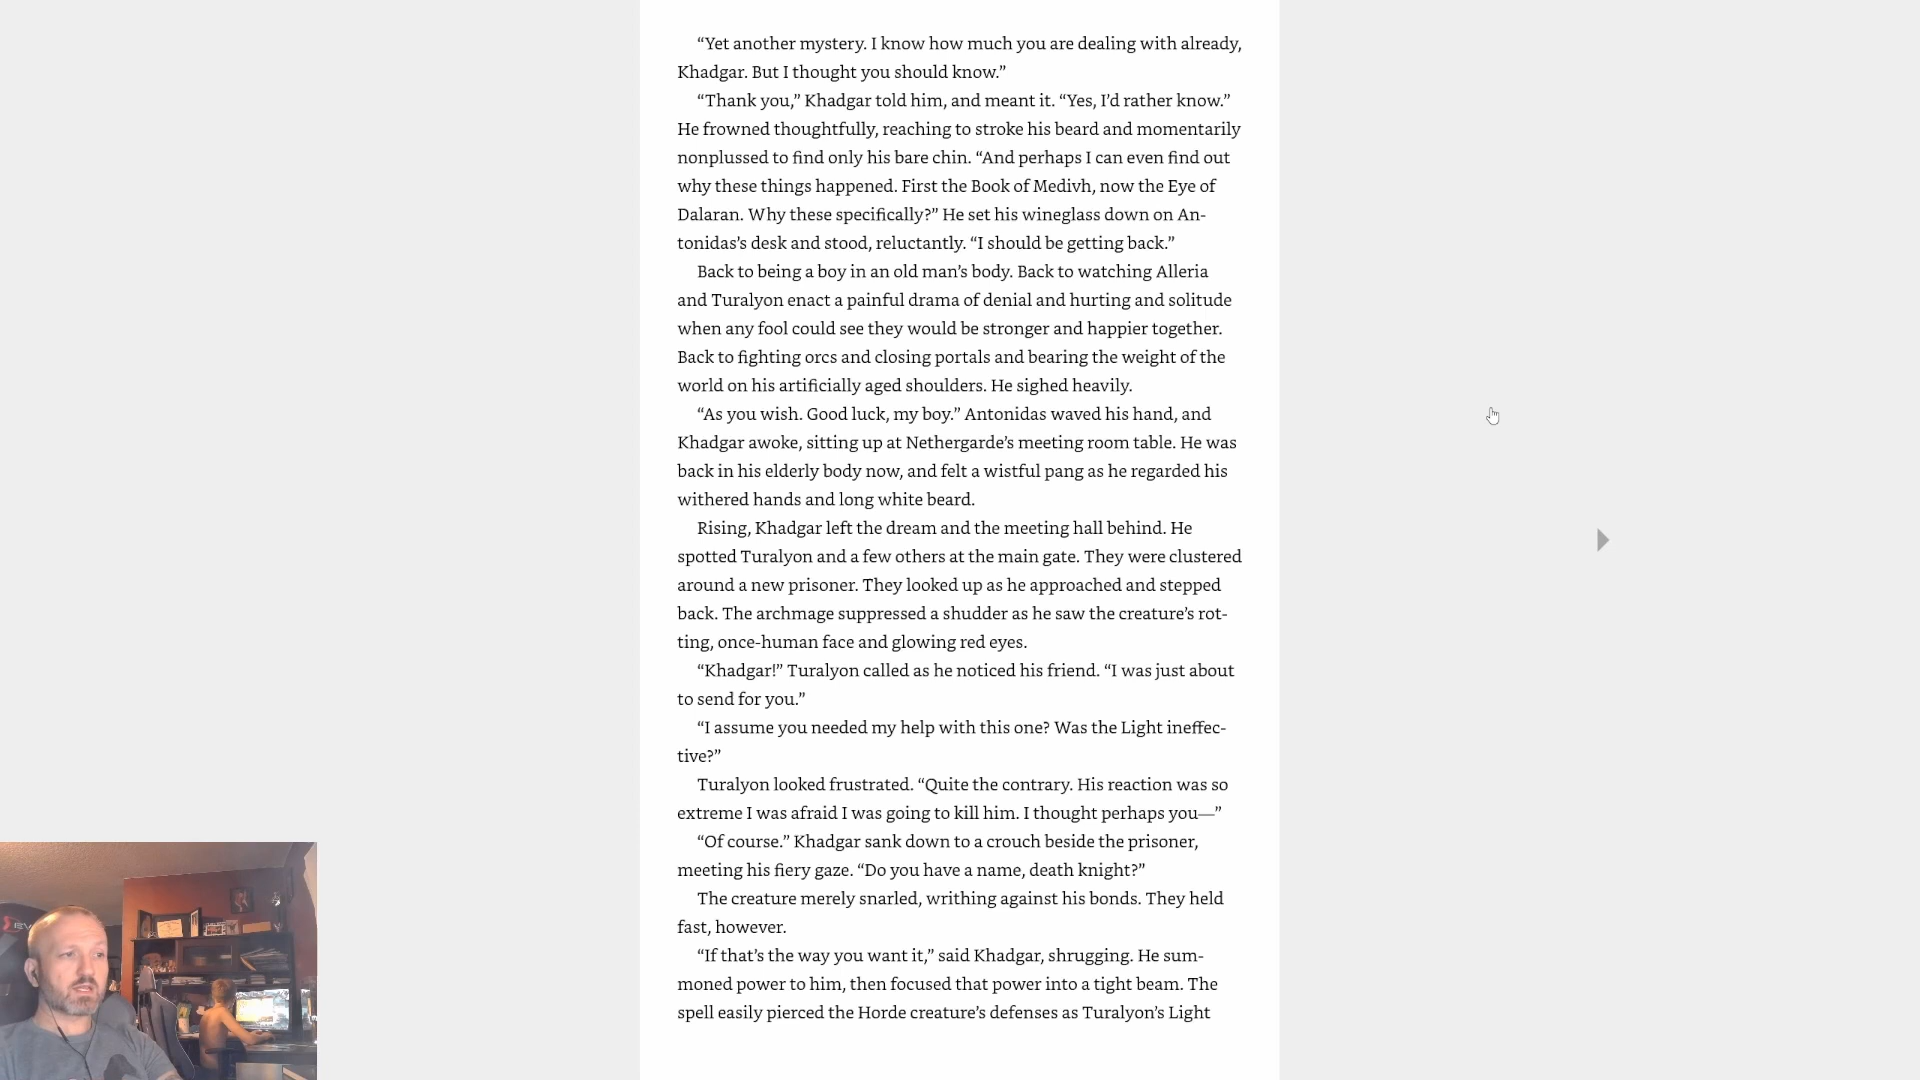 “Yet another mystery. I know how much you are dealing with already,
Khadgar. But I thought you should know.”
“Thank you,” Khadgar told him, and meant it. “Yes, I’d rather know.”
He frowned thoughtfully, reaching to stroke his beard and momentarily
nonplussed to find only his bare chin. “And perhaps I can even find out
why these things happened. First the Book of Medivh, now the Eye of
Dalaran. Why these specifically?” He set his wineglass down on An-
tonidas’s desk and stood, reluctantly. “I should be getting back.”
Back to being a boy in an old man’s body. Back to watching Alleria
and Turalyon enact a painful drama of denial and hurting and solitude
when any fool could see they would be stronger and happier together.
Back to fighting orcs and closing portals and bearing the weight of the
world on his artificially aged shoulders. He sighed heavily.
“As you wish. Good luck, my boy.” Antonidas waved his hand, and
Khadgar awoke, sitting up at Nethergarde’s meeting room table. He was
back in his elderly body now, and felt a wistful pang as he regarded his
withered hands and long white beard.
Rising, Khadgar left the dream and the meeting hall behind. He
spotted Turalyon and a few others at the main gate. They were clustered
around a new prisoner. They looked up as he approached and stepped
back. The archmage suppressed a shudder as he saw the creature’s rot-
ting, once-human face and glowing red eyes.
“Khadgar!” Turalyon called as he noticed his friend. “I was just about
to send for you.”
“I assume you needed my help with this one? Was the Light ineffec-
tive?”
Turalyon looked frustrated. “Quite the contrary. His reaction was so
extreme I was afraid I was going to kill him. I thought perhaps you—”
“Of course.” Khadgar sank down to a crouch beside the prisoner,
meeting his fiery gaze. “Do you have a name, death knight?”
The creature merely snarled, writhing against his bonds. They held
fast, however.
“If that’s the way you want it,” said Khadgar, shrugging. He sum-
moned power to him, then focused that power into a tight beam. The
spell easily pierced the Horde creature’s defenses as Turalyon’s Light